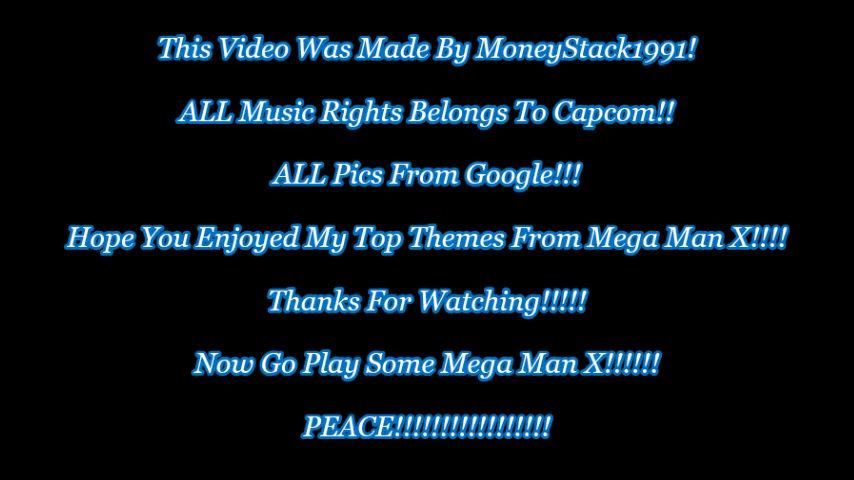 This Video Was Made By MoneyStack1991!
ALL Music Rights Belongs To Capcom!!
ALL Pics From Google!!!
Hope You Enjoyed My Top Themes From Mega Man X!!!!
Thanks For Watching!!!!!
Now Go Play Some Mega Man X!!!!!!
PEACE!!!!!!!!!!!!!!!!!